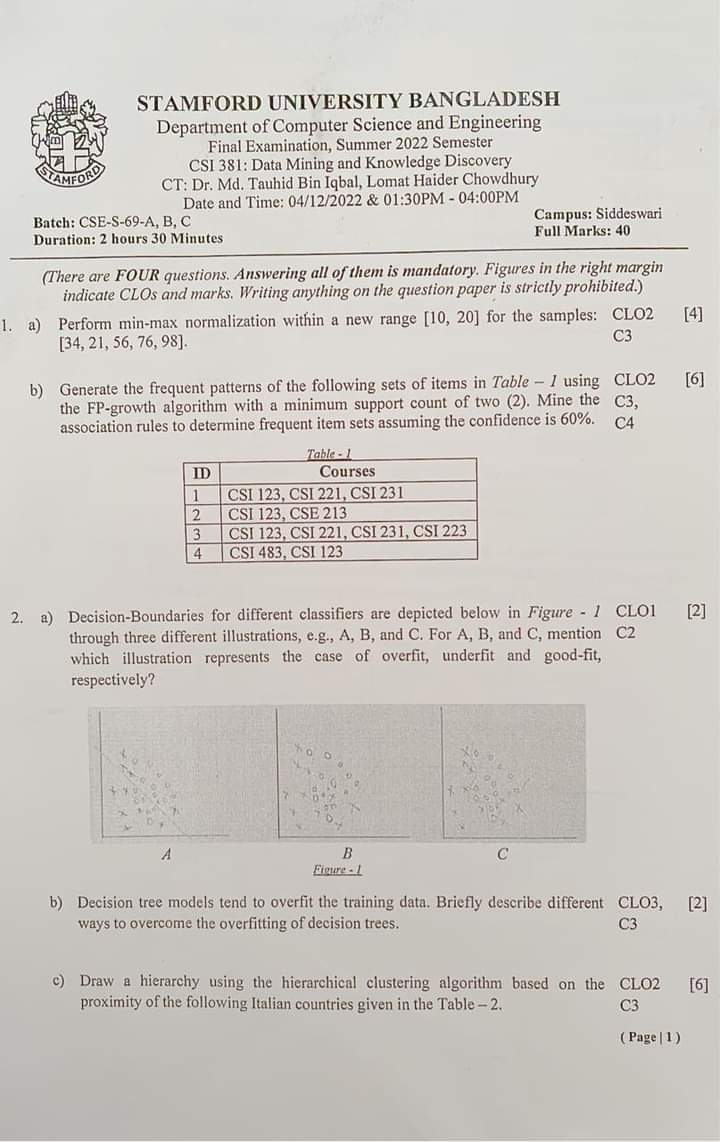 STAMFORD UNIVERSITY BANGLADESH
Department of Computer Science and Engineering
Final Examination, Summer 2022 Semester
CSI 381: Data Mining and Knowledge Discovery
CT: Dr. Md. Tauhid Bin Iqbal, Lomat Haider Chowdhury
Date and Time: 04/12/2022 & 01:30PM - 04:00PM
STAMFORD
Batch: CSE-S-69-A, B, C Campus: Siddeswari
Duration: 2 hours 30 Minutes Full Marks: 40
(There are FOUR questions. Answering all of them is mandatory. Figures in the right margin
indicate CLOs and marks. Writing anything on the question paper is strictly prohibited.)
1. a) Perform min-max normalization within a new range [10, 20] for the samples: CLO2 [4]
[34, 21, 56, 76, 98]. C3
b) Generate the frequent patterns of the following sets of items in Table – 1 using CLO2 [6]
the FP-growth algorithm with a minimum support count of two (2). Mine the C3,
association rules to determine frequent item sets assuming the confidence is 60%. C4
Table - 1
ID Courses
1 CSI 123, CSI 221, CSI 231
2 CSI 123, CSE 213
3 CSI 123, CSI 221, CSI 231, CSI 223
4 CSI 483, CSI 123
2. a) Decision-Boundaries for different classifiers are depicted below in Figure - 1 CLO1 [2]
through three different illustrations, e.g., A, B, and C. For A, B, and C, mention C2
which illustration represents the case of overfit, underfit and good-fit,
respectively?
A B C
Figure - 1
b) Decision tree models tend to overfit the training data. Briefly describe different CLO3, [2]
ways to overcome the overfitting of decision trees. C3
c) Draw a hierarchy using the hierarchical clustering algorithm based on the CLO2 [6]
proximity of the following Italian countries given in the Table – 2. C3
( Page | 1 )